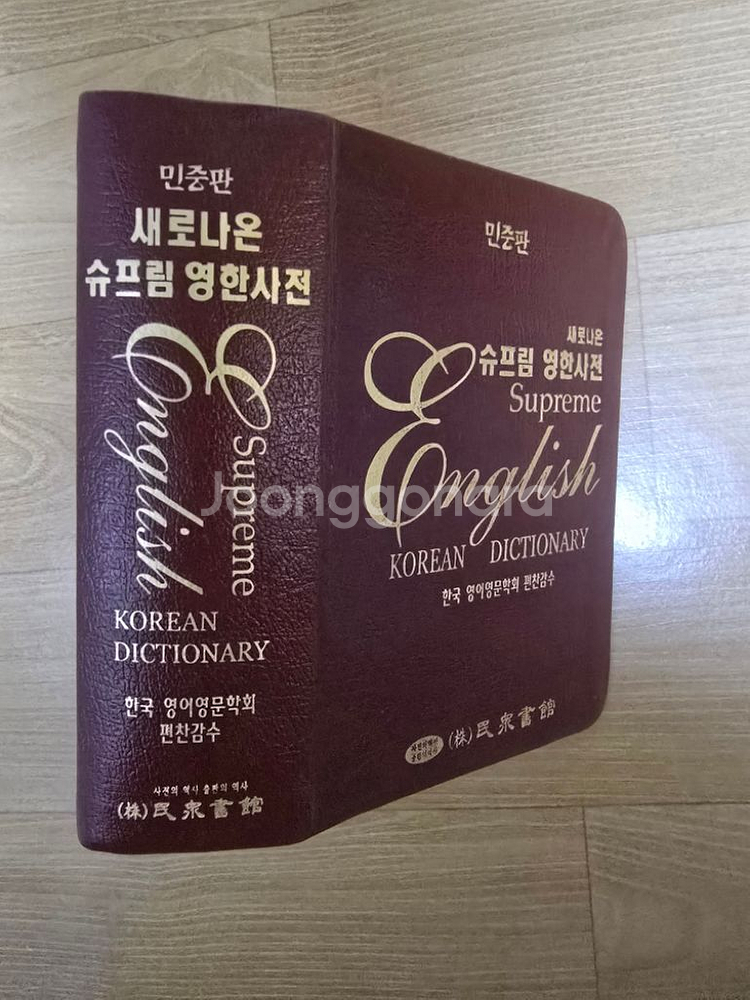 민중판
새로나온
슈프림 영한사전
Supreme
English
KOREAN
DICTIONARY
한국 영어영문학회
편찬감수
사전의 역사 출판의 역사
(株)民衆書館
민중판
새로나온
슈프림 영한사전
Supreme
English
KOREAN DICTIONARY
한국 영어영문학회 편찬감수
(株)民衆書館
Joonggonara